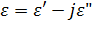 ε = ε′ − jε"